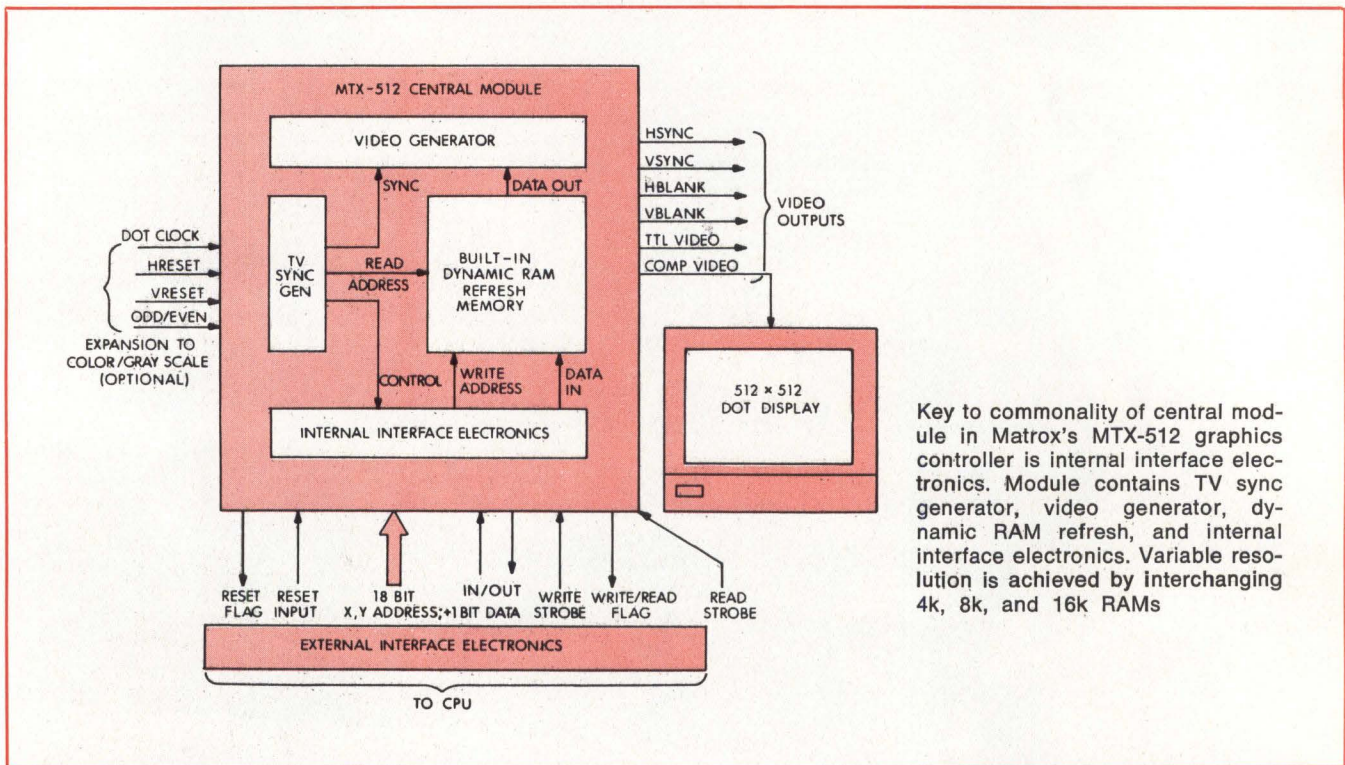 MTX-512 CENTRAL MODULE
VIDEO GENERATOR
SYNC
DATA OUT
TV
SYNC
GEN
READ
ADDRESS
BUILT-IN
DYNAMIC RAM
REFRESH
MEMORY
CONTROL
WRITE
ADDRESS
DATA
IN
INTERNAL INTERFACE ELECTRONICS
DOT CLOCK
HRESET
VRESET
ODD/EVEN
EXPANSION TO
COLOR/GRAY SCALE
(OPTIONAL)
HSYNC
VSYNC
HBLANK
VBLANK
TTL VIDEO
COMP VIDEO
VIDEO
OUTPUTS
512 × 512
DOT DISPLAY
RESET
FLAG
RESET
INPUT
18 BIT
X,Y ADDRESS;+1 BIT DATA
IN/OUT
WRITE
STROBE
WRITE/READ
FLAG
READ
STROBE
EXTERNAL INTERFACE ELECTRONICS
TO CPU
Key to commonality of central mod-
ule in Matrox's MTX-512 graphics
controller is internal interface elec-
tronics. Module contains TV sync
generator, video generator, dy-
namic RAM refresh, and internal
interface electronics. Variable reso-
lution is achieved by interchanging
4k, 8k, and 16k RAMs